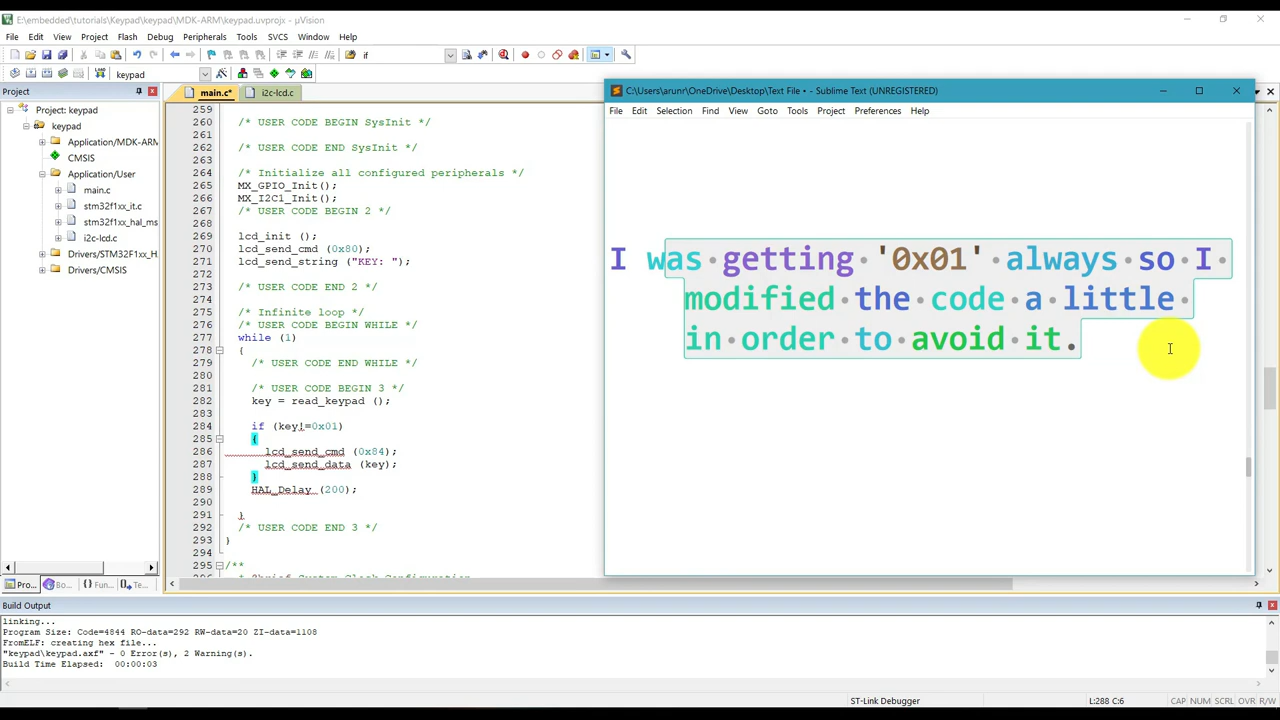 E:\embedded\tutorials\Keypad\keypad\MDK-ARM\keypad.uvprojx - µVision
File Edit View Project Flash Debug Peripherals Tools SVCS Window Help
if
keypad
Project
Project: keypad
keypad
Application/MDK-ARM
CMSIS
Application/User
main.c
stm32f1xx_it.c
stm32f1xx_hal_ms
i2c-lcd.c
Drivers/STM32F1xx_H
Drivers/CMSIS
Pro...
Bo...
Fun...
Te...
main.c*
i2c-lcd.c
259
260 /* USER CODE BEGIN SysInit */
261
262 /* USER CODE END SysInit */
263
264 /* Initialize all configured peripherals */
265 MX_GPIO_Init();
266 MX_I2C1_Init();
267 /* USER CODE BEGIN 2 */
268
269 lcd_init ();
270 lcd_send_cmd (0x80);
271 lcd_send_string ("KEY: ");
272
273 /* USER CODE END 2 */
274
275 /* Infinite loop */
276 /* USER CODE BEGIN WHILE */
277 while (1)
278 {
279 /* USER CODE END WHILE */
280
281 /* USER CODE BEGIN 3 */
282 key = read_keypad ();
283
284 if (key!=0x01)
285 {
286 lcd_send_cmd (0x84);
287 lcd_send_data (key);
288 }
289 HAL_Delay (200);
290
291 }
292 /* USER CODE END 3 */
293 }
294
295 /**
C:\Users\arunr\OneDrive\Desktop\Text File • - Sublime Text (UNREGISTERED)
File Edit Selection Find View Goto Tools Project Preferences Help
I was getting '0x01' always so I
modified the code a little
in order to avoid it.
Build Output
linking...
Program Size: Code=4844 RO-data=292 RW-data=20 ZI-data=1108
FromELF: creating hex file...
"keypad\keypad.axf" - 0 Error(s), 2 Warning(s).
Build Time Elapsed: 00:00:03
ST-Link Debugger
L:288 C:6
CAP NUM SCRL OVR R/W